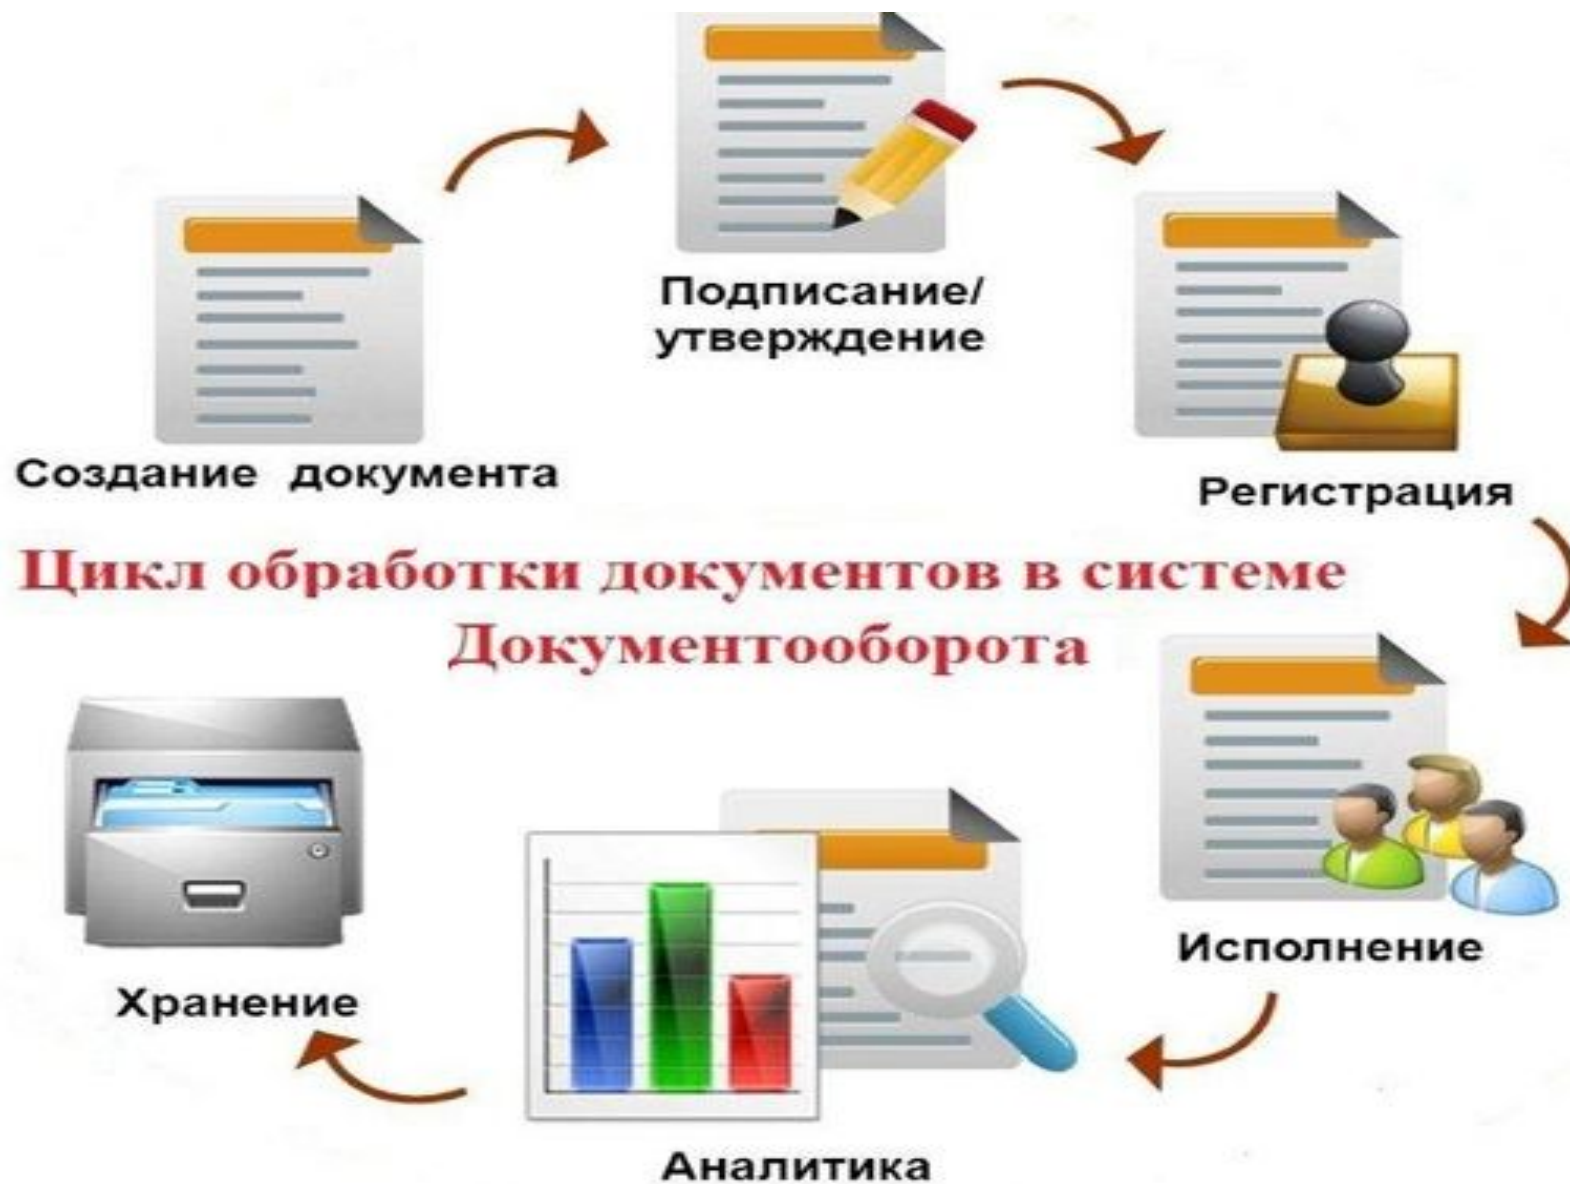 Подписание/
утверждение
Создание документа
Регистрация
Цикл обработки документов в системе
Документооборота
Исполнение
Хранение
Аналитика